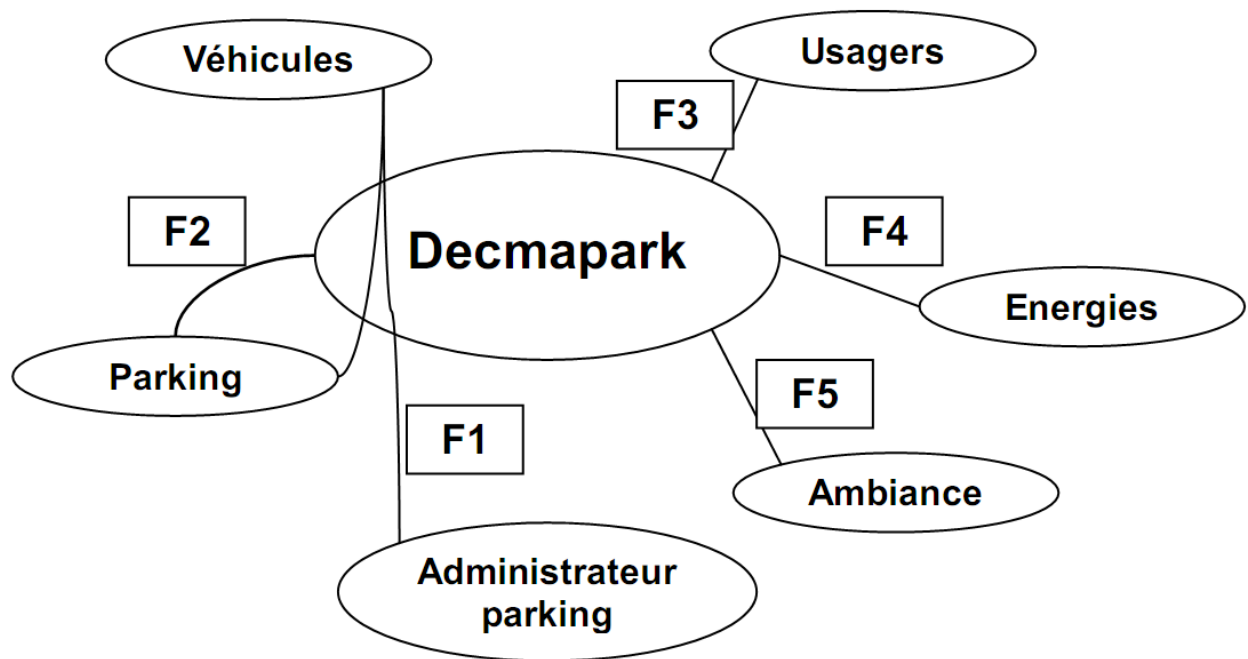 Véhicules
Usagers
F3
F2
Decmapark
F4
Energies
Parking
F5
F1
Ambiance
Administrateur
parking